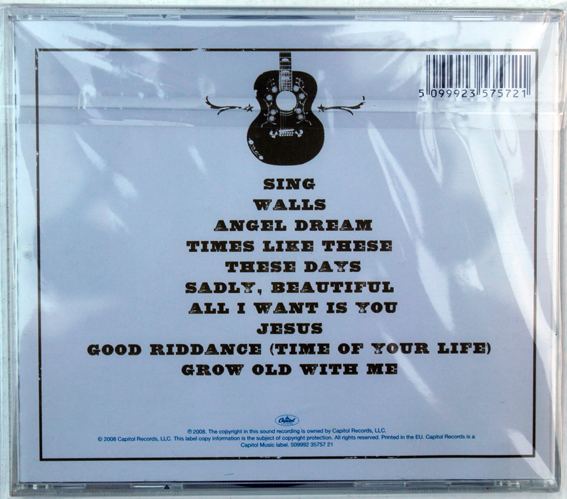 5 099923 575721
SING
WALLS
ANGEL DREAM
TIMES LIKE THESE
THESE DAYS
SADLY, BEAUTIFUL
ALL I WANT IS YOU
JESUS
GOOD RIDDANCE (TIME OF YOUR LIFE)
GROW OLD WITH ME
Capitol
℗ 2008. The copyright in this sound recording is owned by Capitol Records, LLC.
© 2008 Capitol Records, LLC. This label copy information is the subject of copyright protection. All rights reserved. Printed in the EU. Capitol Records is a
Capitol Music label. 509992 35757 21